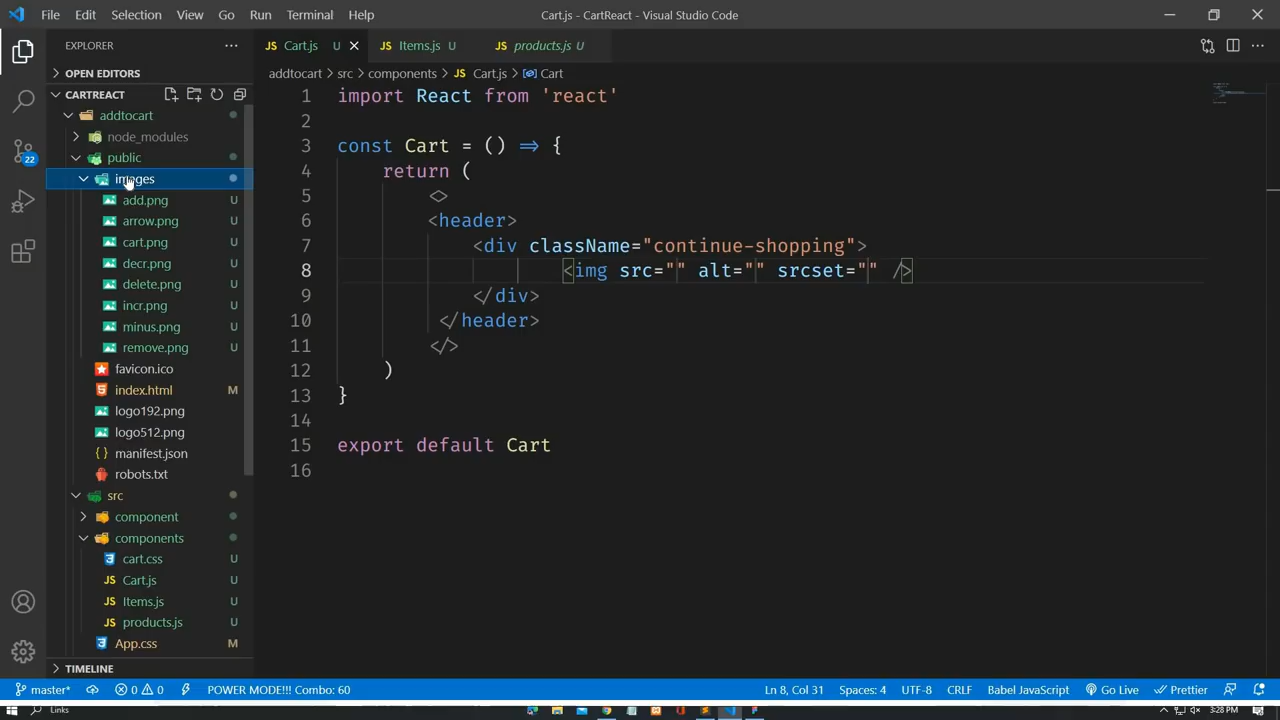 File Edit Selection View Go Run Terminal Help Cart.js - CartReact - Visual Studio Code
EXPLORER
Cart.js U
Items.js U
products.js U
OPEN EDITORS
addtocart > src > components > Cart.js > Cart
CARTREACT
addtocart
node_modules
public
images
add.png U
arrow.png U
cart.png U
decr.png U
delete.png U
incr.png U
minus.png U
remove.png U
favicon.ico
index.html M
logo192.png
logo512.png
manifest.json
robots.txt
src
component
components
cart.css U
Cart.js U
Items.js U
products.js U
App.css M
TIMELINE
22
1 import React from 'react'
2
3 const Cart = () => {
4 return (
5 <>
6 <header>
7 <div className="continue-shopping">
8 <img src="" alt="" srcset="" />
9 </div>
10 </header>
11 </>
12 )
13 }
14
15 export default Cart
16
master* 0 0 POWER MODE!!! Combo: 60 Ln 8, Col 31 Spaces: 4 UTF-8 CRLF Babel JavaScript Go Live Prettier
Links 3:28 PM